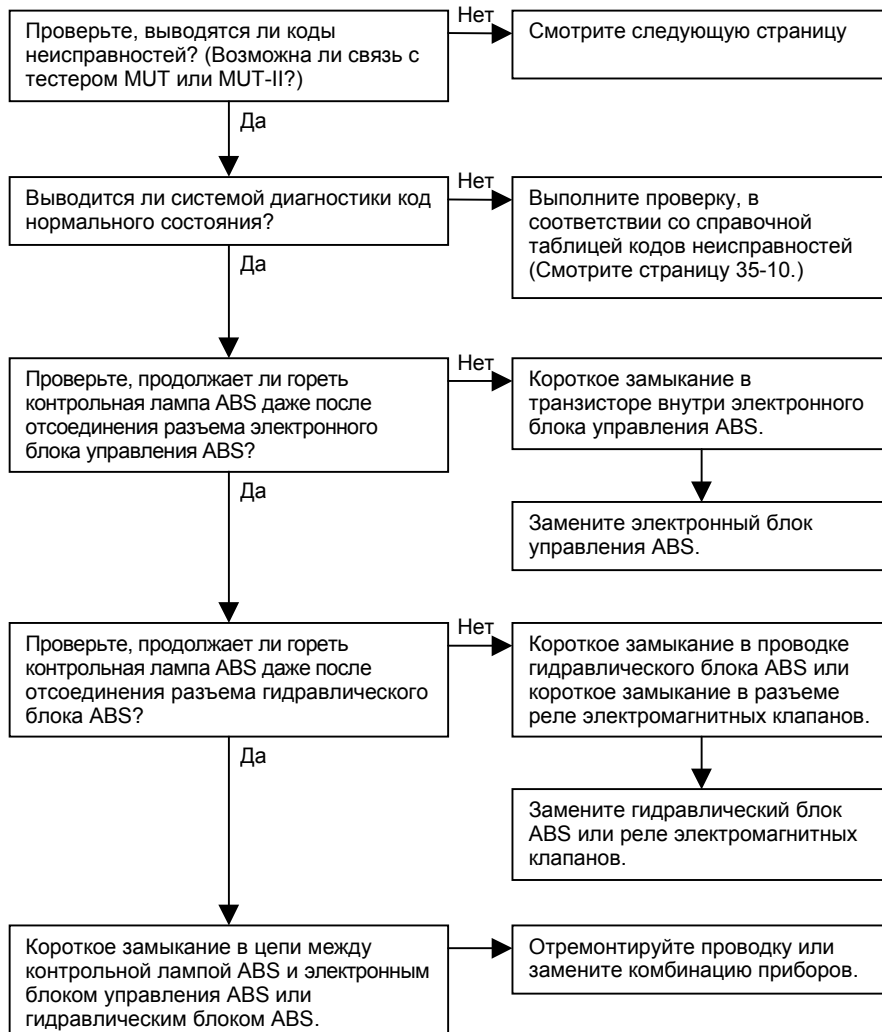 Проверьте, выводятся ли коды
неисправностей? (Возможна ли связь с
тестером MUT или MUT-II?)
Нет
Смотрите следующую страницу
Да
Выводится ли системой диагностики код
нормального состояния?
Нет
Выполните проверку, в
соответствии со справочной
таблицей кодов неисправностей
(Смотрите страницу 35-10.)
Да
Проверьте, продолжает ли гореть
контрольная лампа ABS даже после
отсоединения разъема электронного
блока управления ABS?
Нет
Короткое замыкание в
транзисторе внутри электронного
блока управления ABS.
Замените электронный блок
управления ABS.
Да
Проверьте, продолжает ли гореть
контрольная лампа ABS даже после
отсоединения разъема гидравлического
блока ABS?
Нет
Короткое замыкание в проводке
гидравлического блока ABS или
короткое замыкание в разъеме
реле электромагнитных клапанов.
Замените гидравлический блок
ABS или реле электромагнитных
клапанов.
Да
Короткое замыкание в цепи между
контрольной лампой ABS и электронным
блоком управления ABS или
гидравлическим блоком ABS.
Отремонтируйте проводку или
замените комбинацию приборов.